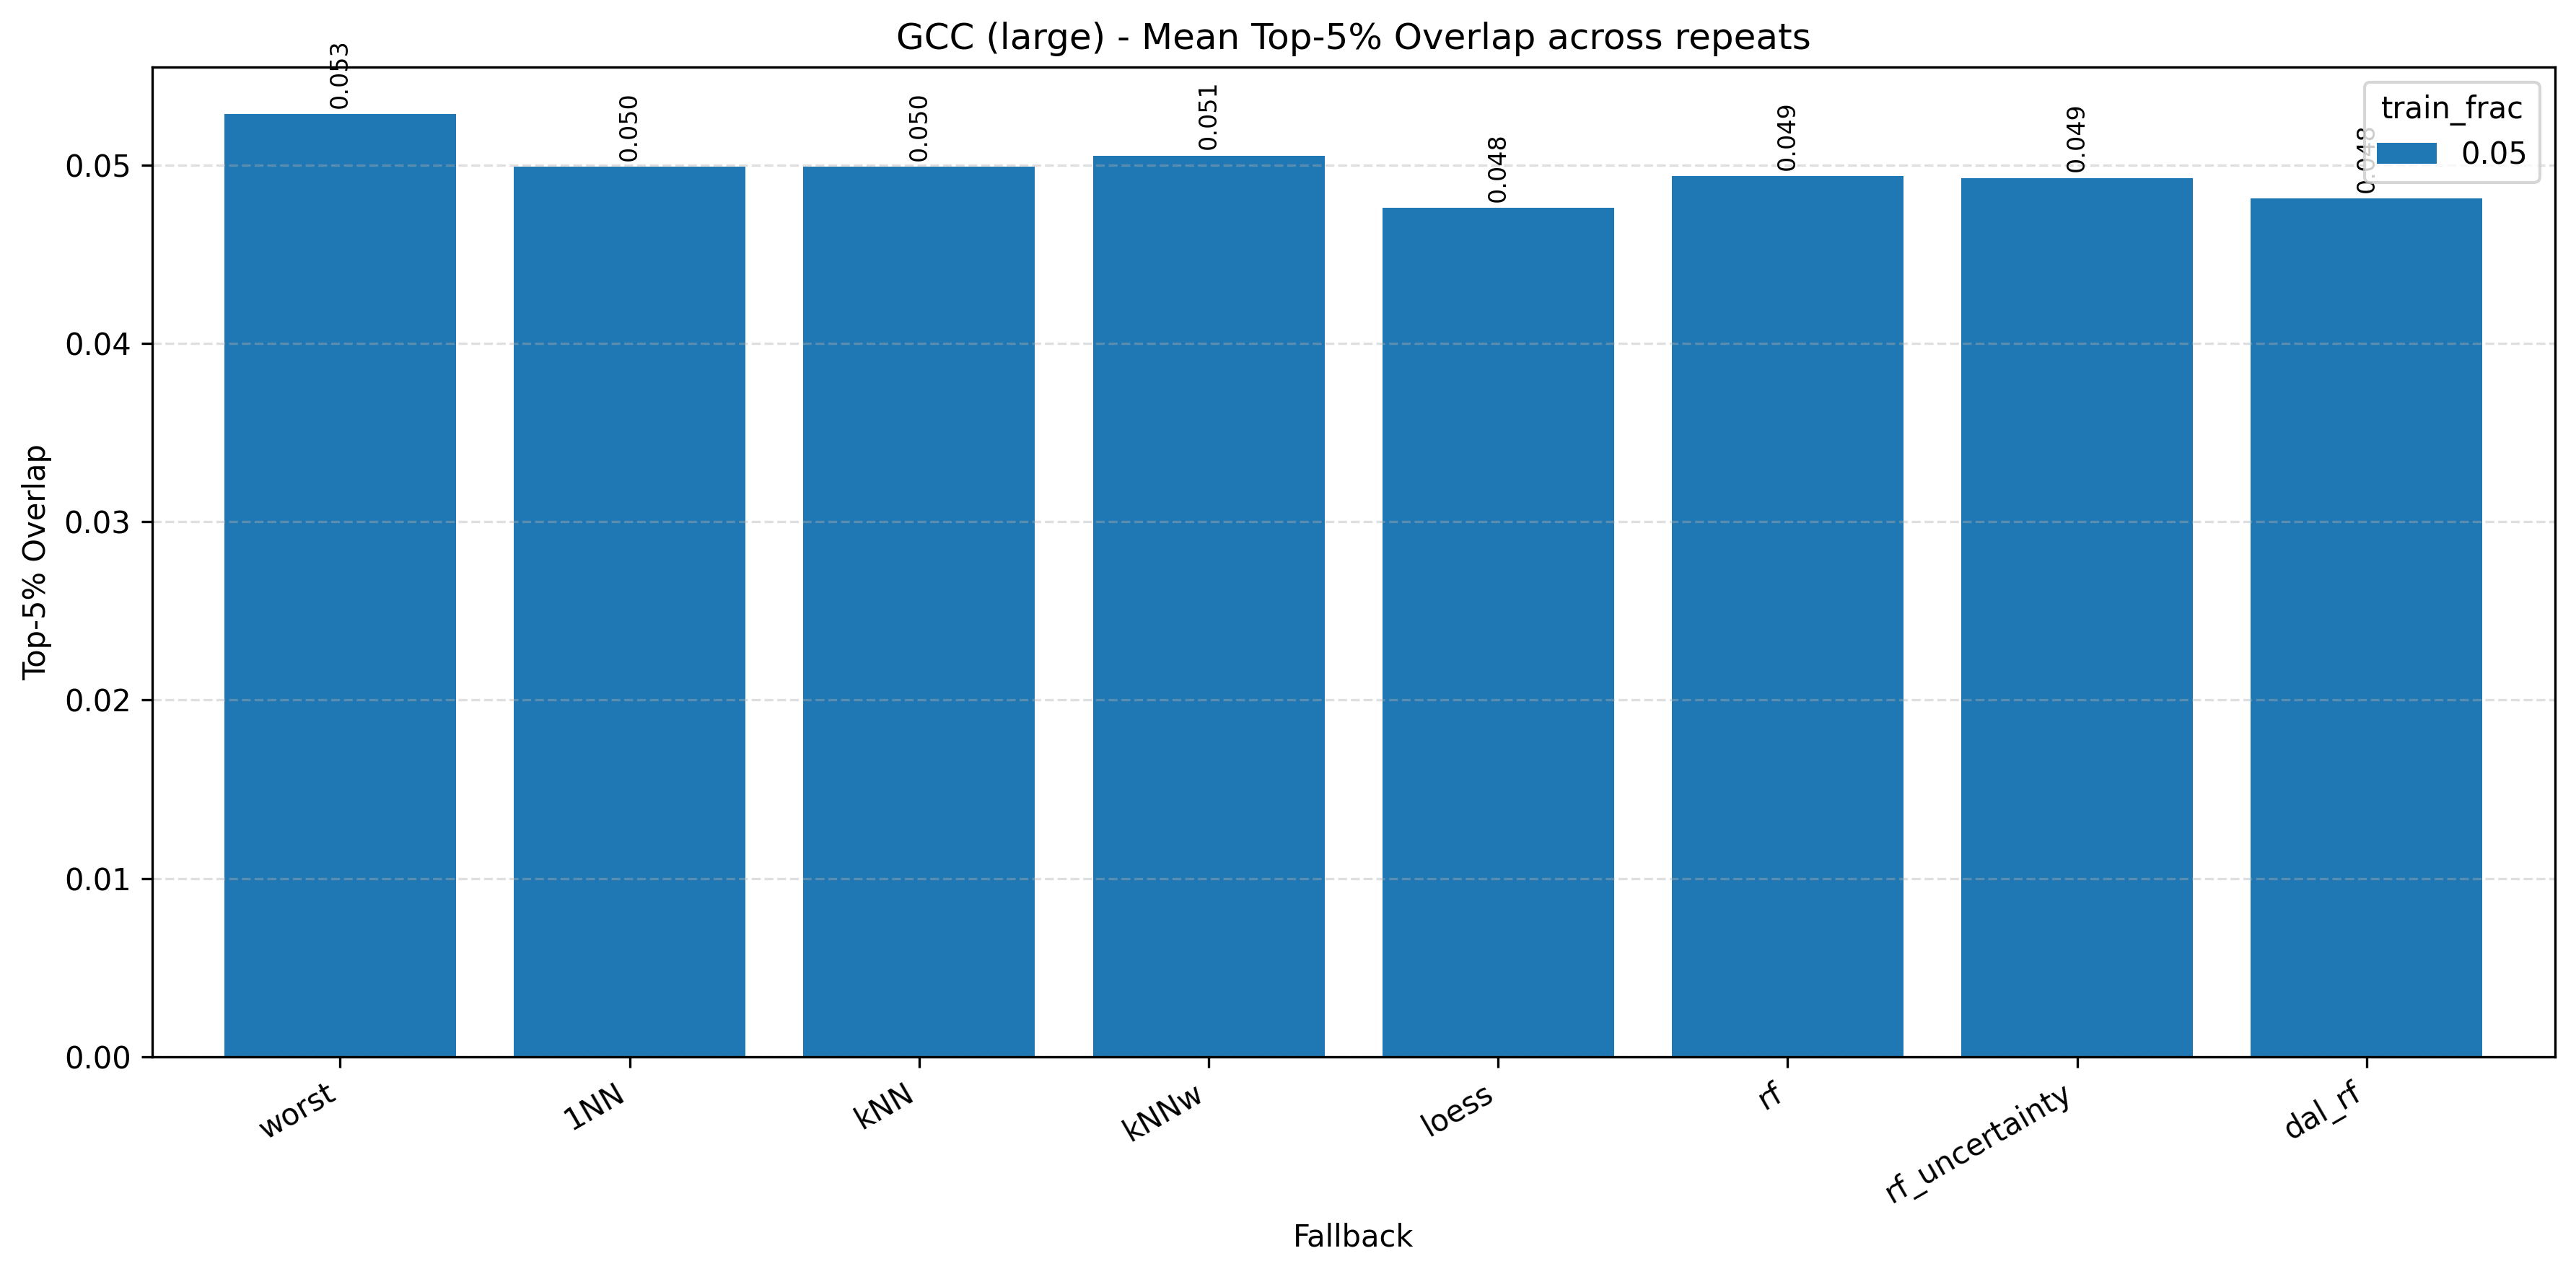 GCC (large) - Mean Top-5% Overlap across repeats
0.053
0.050
0.050
0.051
0.048
0.049
0.049
0.048
train_frac
0.05
Top-5% Overlap
0.05
0.04
0.03
0.02
0.01
0.00
worst
1NN
kNN
kNNw
loess
rf
rf_uncertainty
dal_rf
Fallback